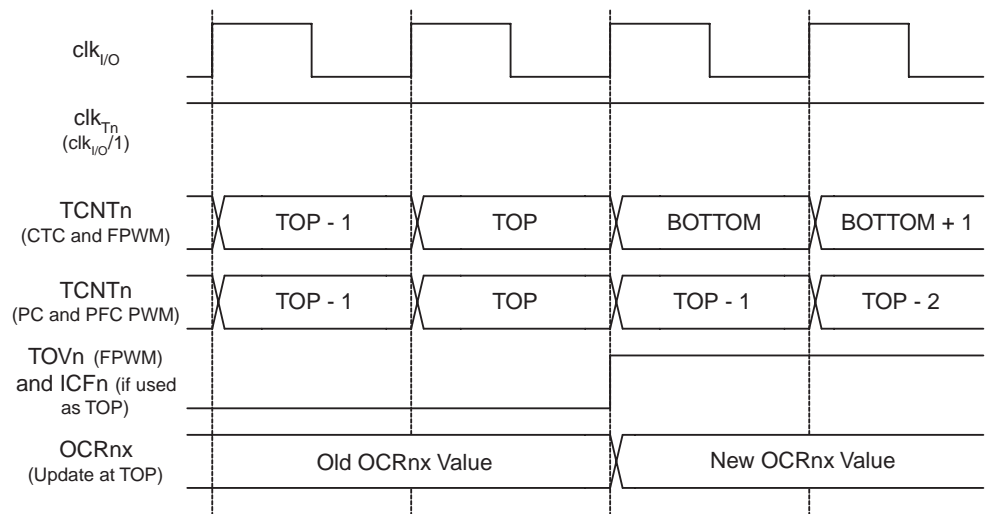 clkI/O
clkTn
(clkI/O/1)
TCNTn
(CTC and FPWM)
TOP - 1
TOP
BOTTOM
BOTTOM + 1
TCNTn
(PC and PFC PWM)
TOP - 1
TOP
TOP - 1
TOP - 2
TOVn (FPWM)
and ICFn (if used
as TOP)
OCRnx
(Update at TOP)
Old OCRnx Value
New OCRnx Value